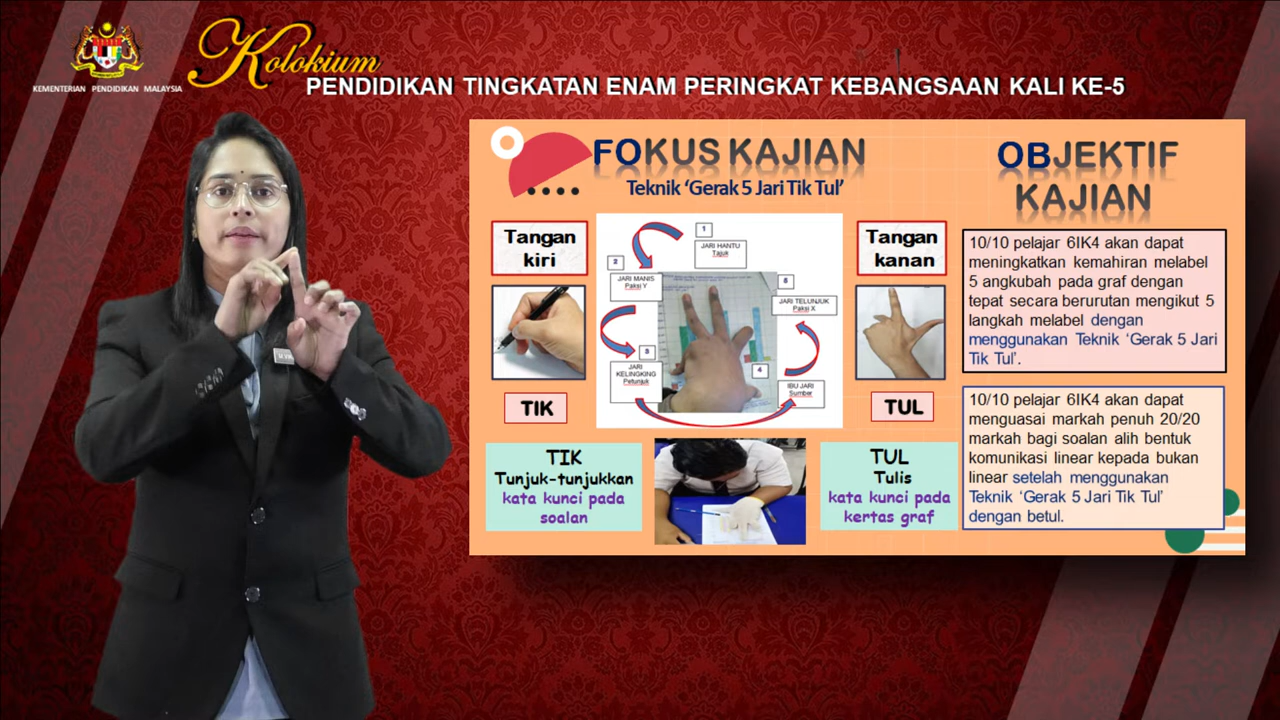 Kolokium
KEMENTERIAN PENDIDIKAN MALAYSIA
PENDIDIKAN TINGKATAN ENAM PERINGKAT KEBANGSAAN KALI KE-5
FOKUS KAJIAN
Teknik ‘Gerak 5 Jari Tik Tul’
Tangan
kiri
TIK
1
JARI HANTU
Tajuk
2
JARI MANIS
Paksi Y
3
JARI
KELINGKING
Petunjuk
4
IBU JARI
Sumber
5
JARI TELUNJUK
Paksi X
Tangan
kanan
TUL
TIK
Tunjuk-tunjukkan
kata kunci pada
soalan
TUL
Tulis
kata kunci pada
kertas graf
OBJEKTIF
KAJIAN
10/10 pelajar 6IK4 akan dapat
meningkatkan kemahiran melabel
5 angkubah pada graf dengan
tepat secara berurutan mengikut 5
langkah melabel dengan
menggunakan Teknik ‘Gerak 5 Jari
Tik Tul’.
10/10 pelajar 6IK4 akan dapat
menguasai markah penuh 20/20
markah bagi soalan alih bentuk
komunikasi linear kepada bukan
linear setelah menggunakan
Teknik ‘Gerak 5 Jari Tik Tul’
dengan betul.